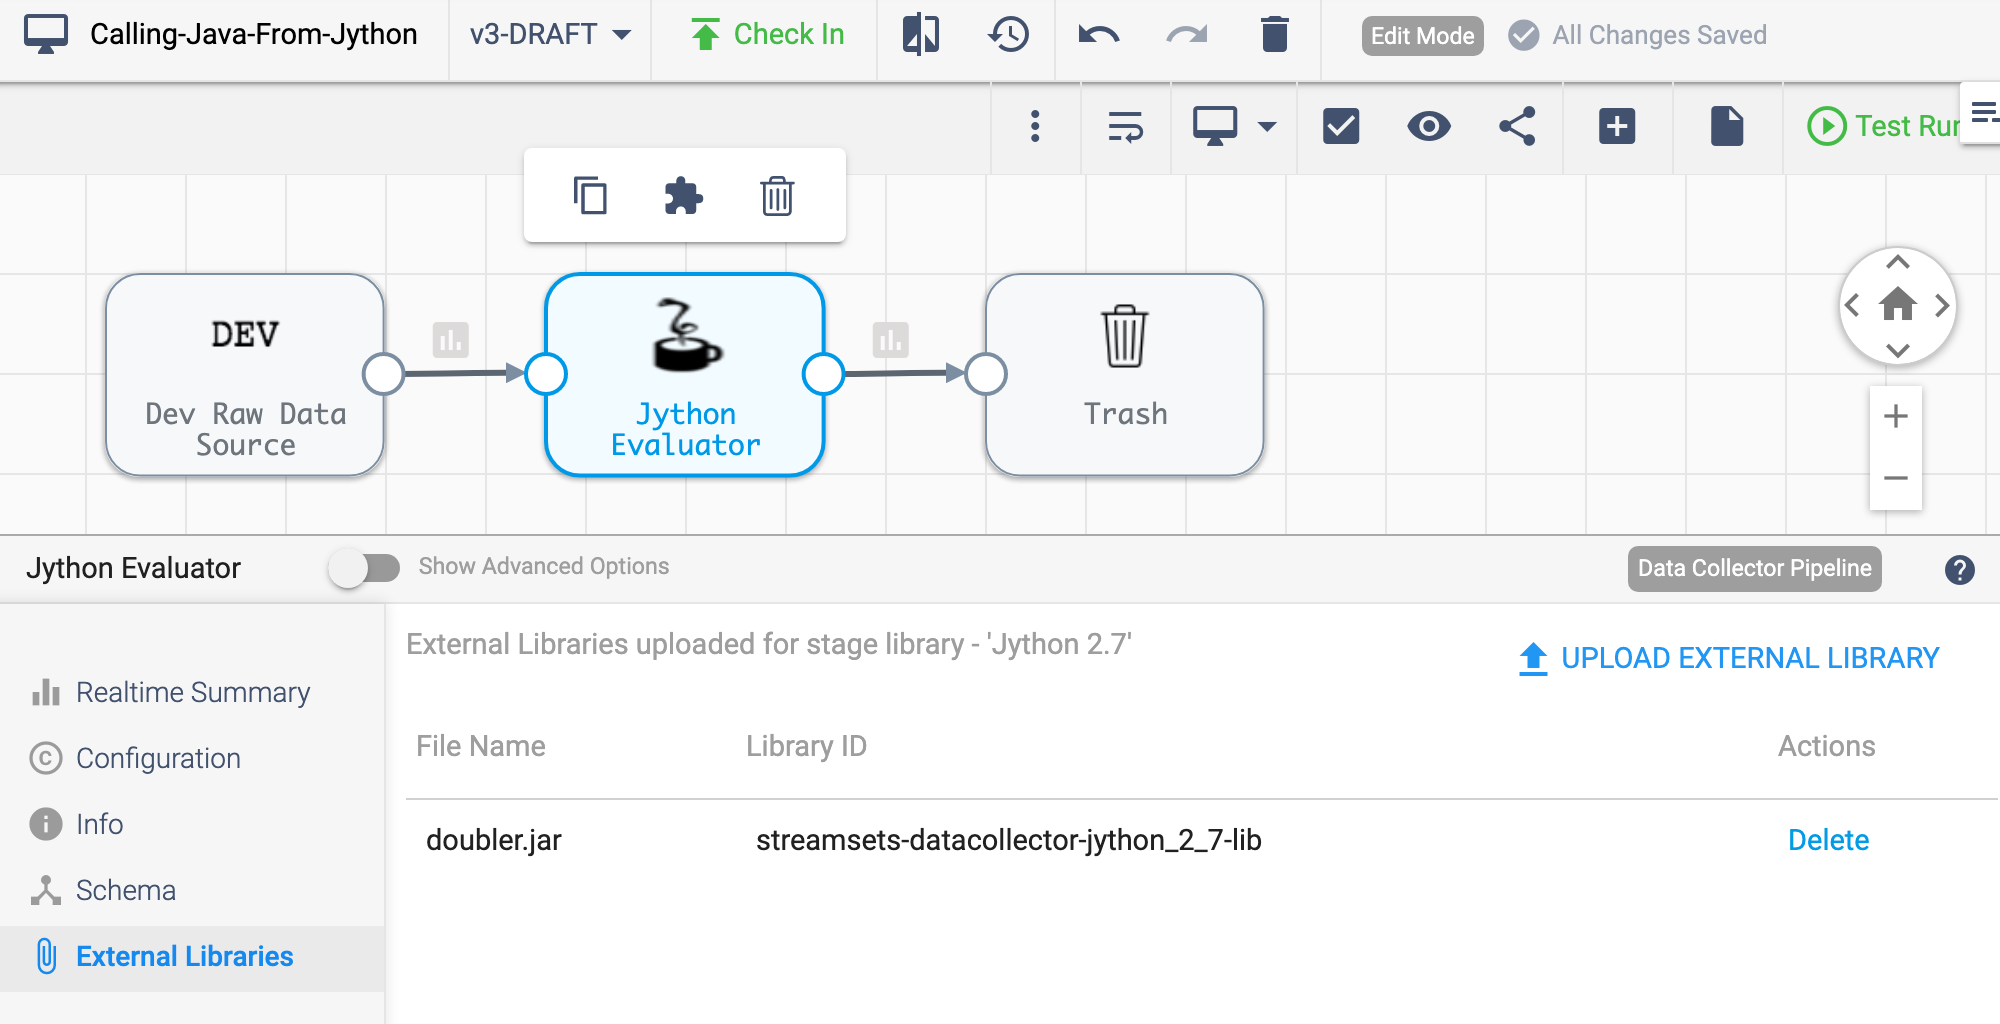 Calling-Java-From-Jython
v3-DRAFT
Check In
Edit Mode
All Changes Saved
Test Run
DEV
Dev Raw Data
Source
Jython
Evaluator
Trash
Jython Evaluator
Show Advanced Options
Data Collector Pipeline
?
Realtime Summary
Configuration
Info
Schema
External Libraries
External Libraries uploaded for stage library - 'Jython 2.7'
UPLOAD EXTERNAL LIBRARY
File Name
Library ID
Actions
doubler.jar
streamsets-datacollector-jython_2_7-lib
Delete